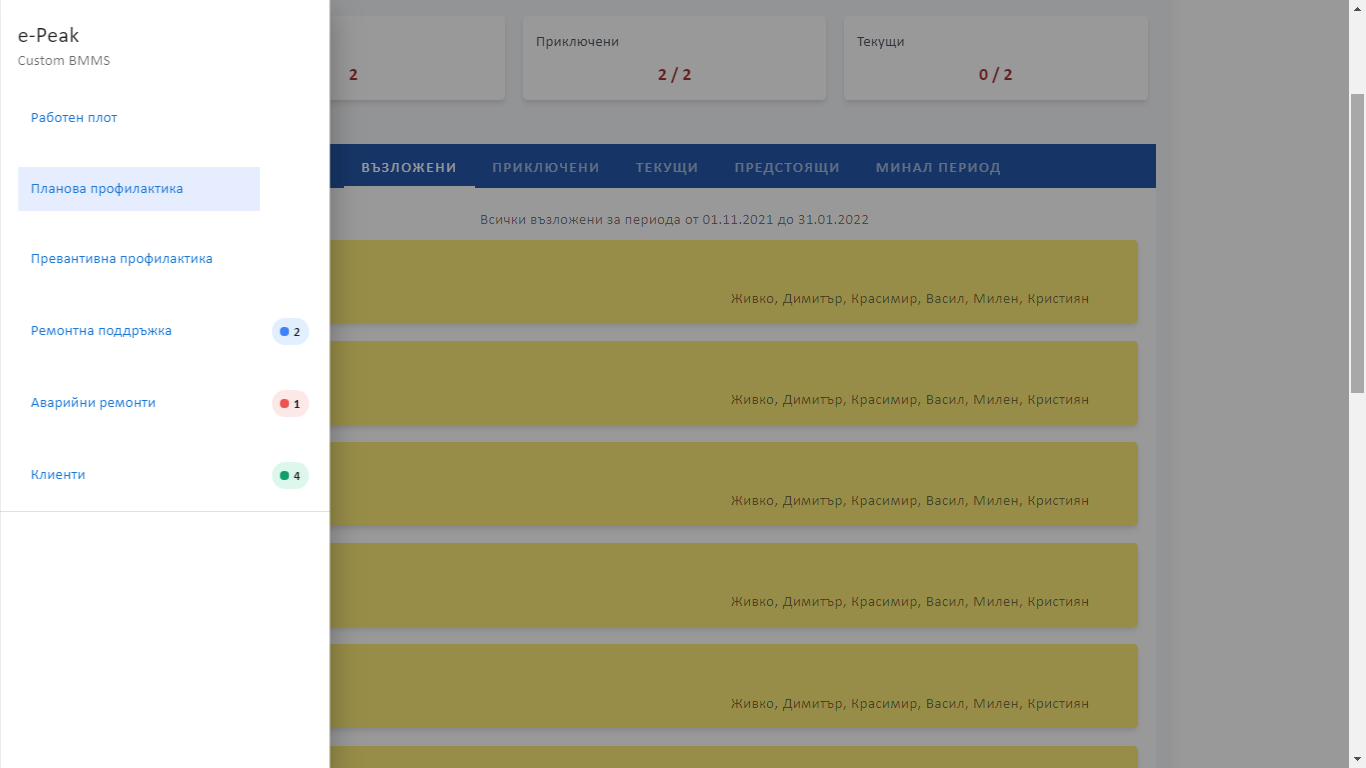 e-Peak
Custom BMMS
Работен плот
Планова профилактика
Превантивна профилактика
Ремонтна поддръжка
2
Аварийни ремонти
1
Клиенти
4
2
Приключени
2 / 2
Текущи
0 / 2
ВЪЗЛОЖЕНИ ПРИКЛЮЧЕНИ ТЕКУЩИ ПРЕДСТОЯЩИ МИНАЛ ПЕРИОД
Всички възложени за периода от 01.11.2021 до 31.01.2022
Живко, Димитър, Красимир, Васил, Милен, Кристиян
Живко, Димитър, Красимир, Васил, Милен, Кристиян
Живко, Димитър, Красимир, Васил, Милен, Кристиян
Живко, Димитър, Красимир, Васил, Милен, Кристиян
Живко, Димитър, Красимир, Васил, Милен, Кристиян